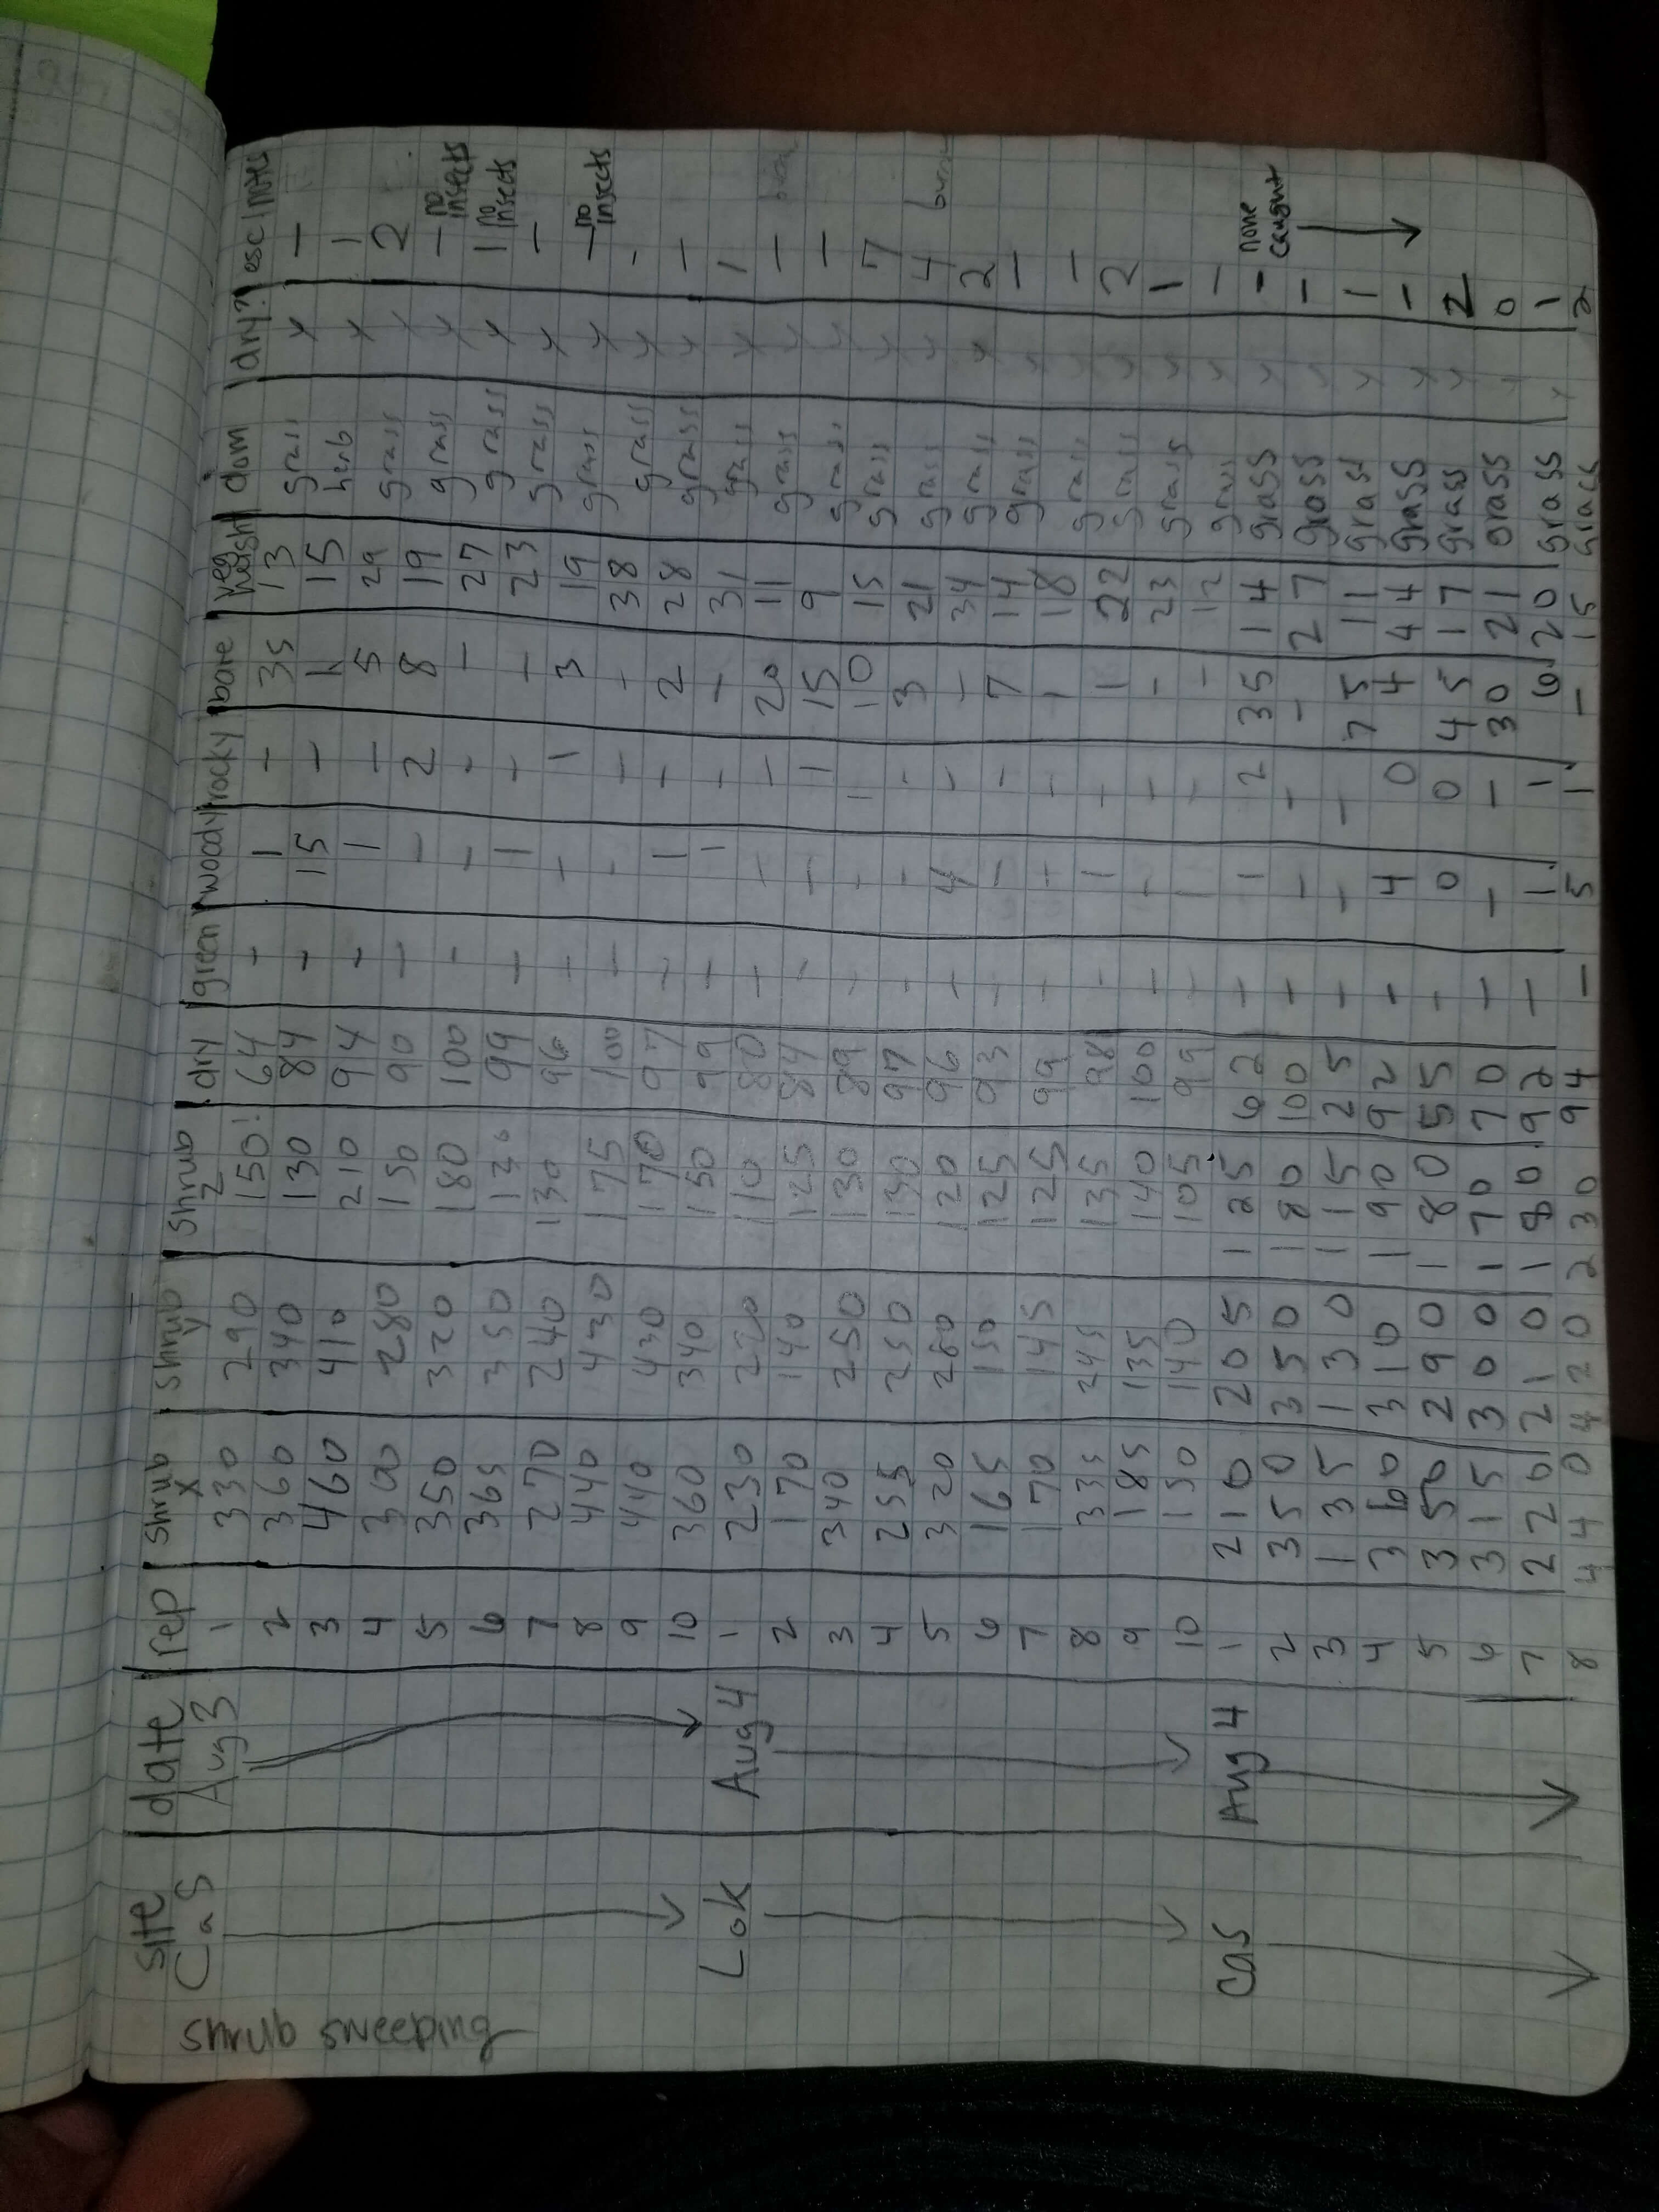 shrub sweeping
site | date | rep | shrub x | shrub y | shrub z | dry | green | woody | rocky | bare | veg height | dom | dry? | esc / notes
CaS Aug 3 1 330 290 150 64 - 1 - 35 13 grass Y -
2 360 340 130 84 - 15 - 1 15 herb Y 1
3 460 410 210 94 - 1 - 5 29 grass Y 2
4 300 280 150 90 - - 2 8 19 grass Y - no insects
5 350 320 180 100 - - - - 27 grass Y 1 no insects
6 365 350 120 99 - 1 - - 23 grass Y -
7 270 240 130 96 - - 1 3 19 grass Y - no insects
8 440 430 175 100 - - - - 38 grass Y -
9 440 430 170 97 - 1 - 2 28 grass Y -
10 360 340 150 99 - 1 - - 31 grass Y 1
Lok Aug 4 1 230 220 110 80 - - - 20 11 grass Y -
2 170 140 125 84 - - 1 15 9 grass Y -
3 340 250 130 89 - - 1 10 15 grass Y 7
4 255 250 130 97 - - - 3 21 grass Y 4
5 320 260 120 96 - 4 - - 34 grass Y 2
6 165 150 125 93 - - - 7 14 grass Y -
7 170 145 125 99 - - - 1 18 grass Y -
8 335 245 135 98 - 1 - 1 22 grass Y 2
9 185 135 140 100 - - - - 23 grass Y 1
10 150 140 105 99 - 1 - - 12 grass Y -
CaS Aug 4 1 210 205 125 62 - 1 2 35 14 grass Y - none caught
2 350 350 180 100 - - - - 27 grass Y -
3 135 130 115 25 - - - 75 11 grass Y 1
4 360 310 190 92 - 4 0 4 44 grass Y -
5 350 290 180 55 - 0 0 45 17 grass Y 2
6 315 300 170 70 - - - 30 21 grass Y 0
7 220 210 180 92 - 1 1 6 20 grass Y 1
8 440 420 230 94 - 5 1 - 15 grass Y 2